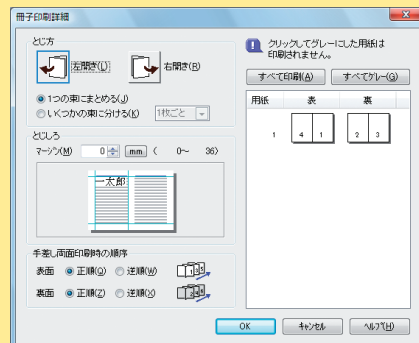 冊子印刷詳細
とじ方
左開き(L)
右開き(R)
1つの束にまとめる(J)
いくつかの束に分ける(K)
1枚ごと
とじしろ
マージン(M) 0 mm ( 0～ 36)
一太郎
手差し両面印刷時の順序
表面 正順(Q) 逆順(W)
1 3 5
裏面 正順(Z) 逆順(X)
2 4 6
クリックしてグレーにした用紙は
印刷されません。
すべて印刷(A) すべてグレー(G)
用紙 表 裏
1 4 1 2 3
OK キャンセル ヘルプ(H)